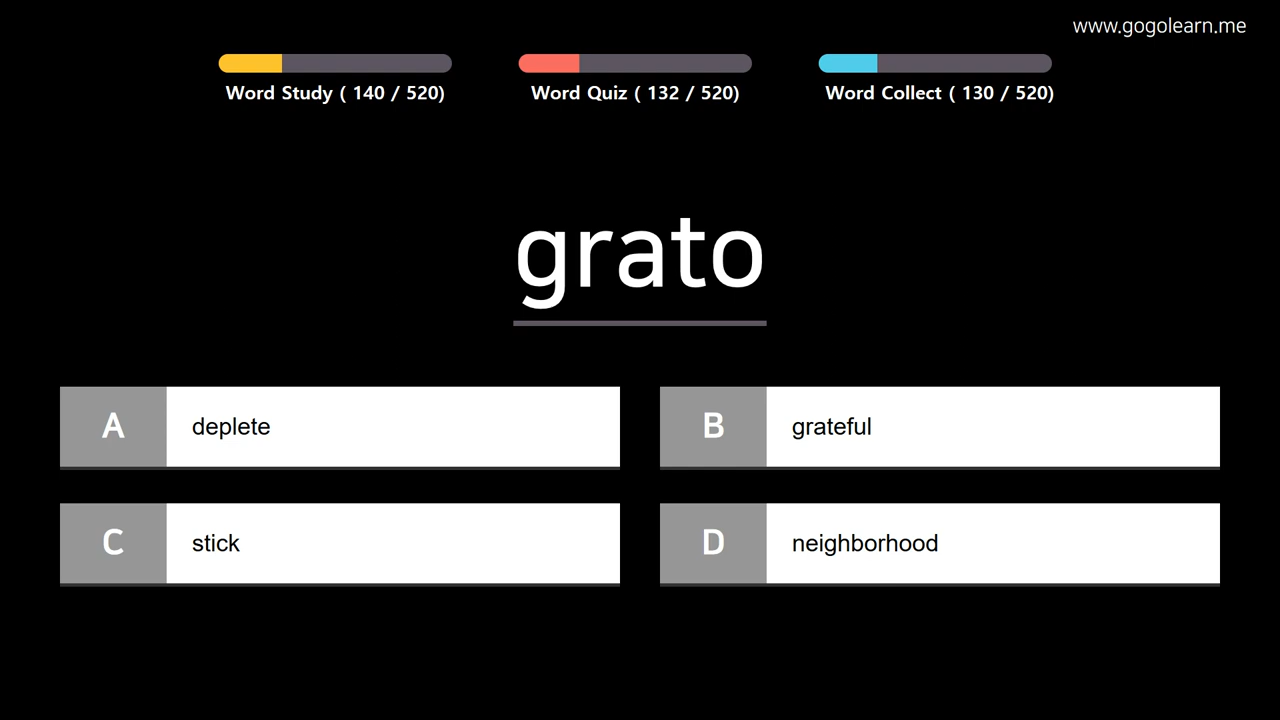 www.gogolearn.me
Word Study ( 140 / 520)
Word Quiz ( 132 / 520)
Word Collect ( 130 / 520)
grato
A deplete
B grateful
C stick
D neighborhood